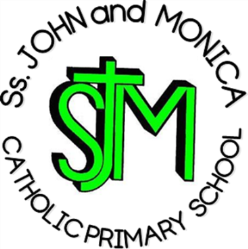 Ss. JOHN and MONICA
SJM
CATHOLIC PRIMARY SCHOOL